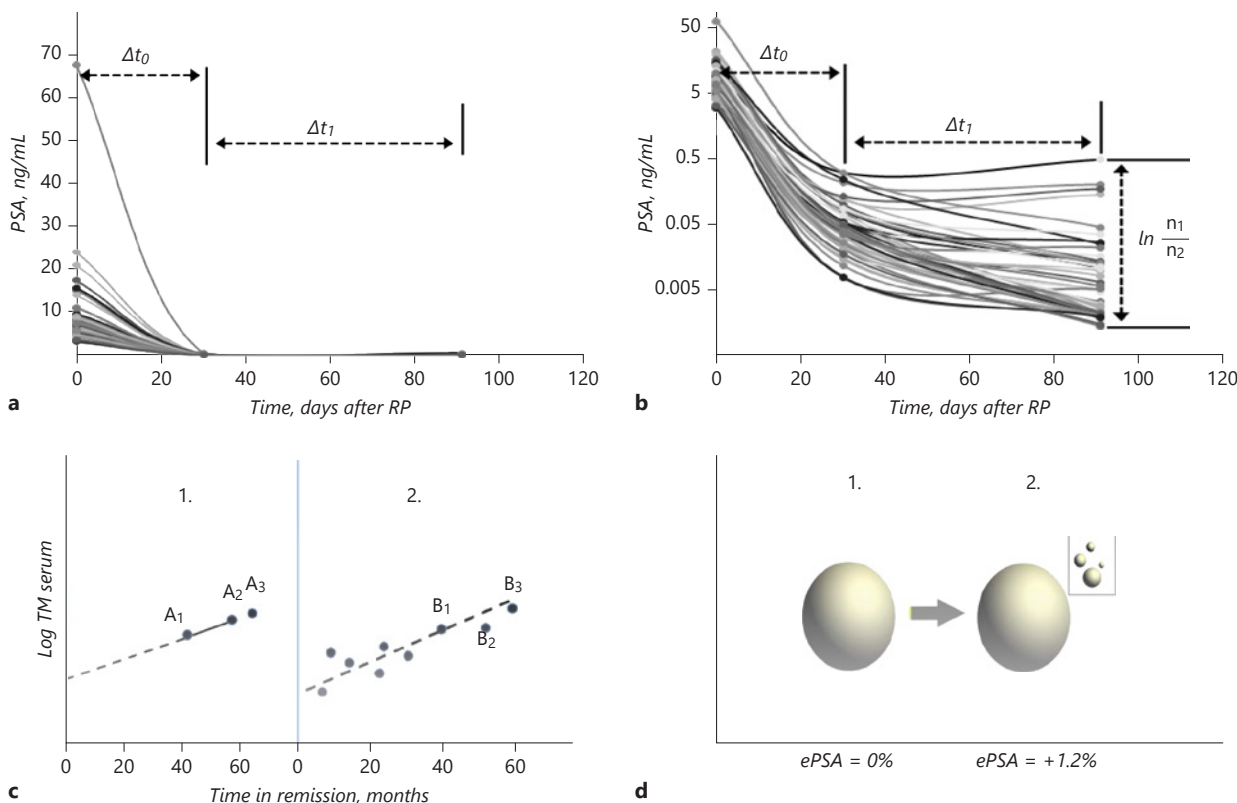 70
60
50
40
30
20
10
PSA, ng/mL
Δt0
Δt1
0
20
40
60
80
100
120
Time, days after RP
a
50
5
0.5
0.05
0.005
PSA, ng/mL
Δt0
Δt1
ln n1
n2
0
20
40
60
80
100
120
Time, days after RP
b
Log TM serum
1.
2.
A1
A2 A3
B1
B2
B3
0
20
40
60
0
20
40
60
Time in remission, months
c
1.
2.
ePSA = 0%
ePSA = +1.2%
d